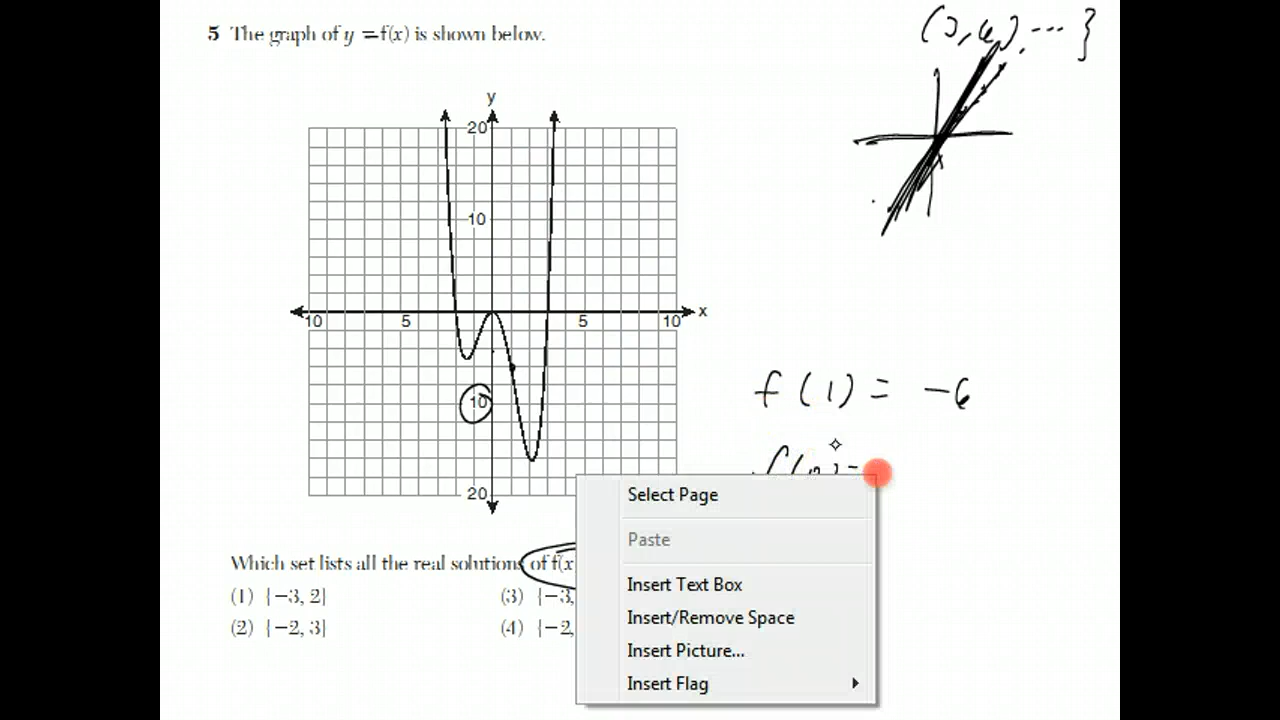 5 The graph of y = f(x) is shown below.
(3, 6), ... }
y
20
10
10 5 5 10 x
f(1) = -6
10
20
Select Page
Paste
Which set lists all the real solutions of f(x
Insert Text Box
(1) {−3, 2} (3) {−3,
Insert/Remove Space
(2) {−2, 3} (4) {−2,
Insert Picture...
Insert Flag